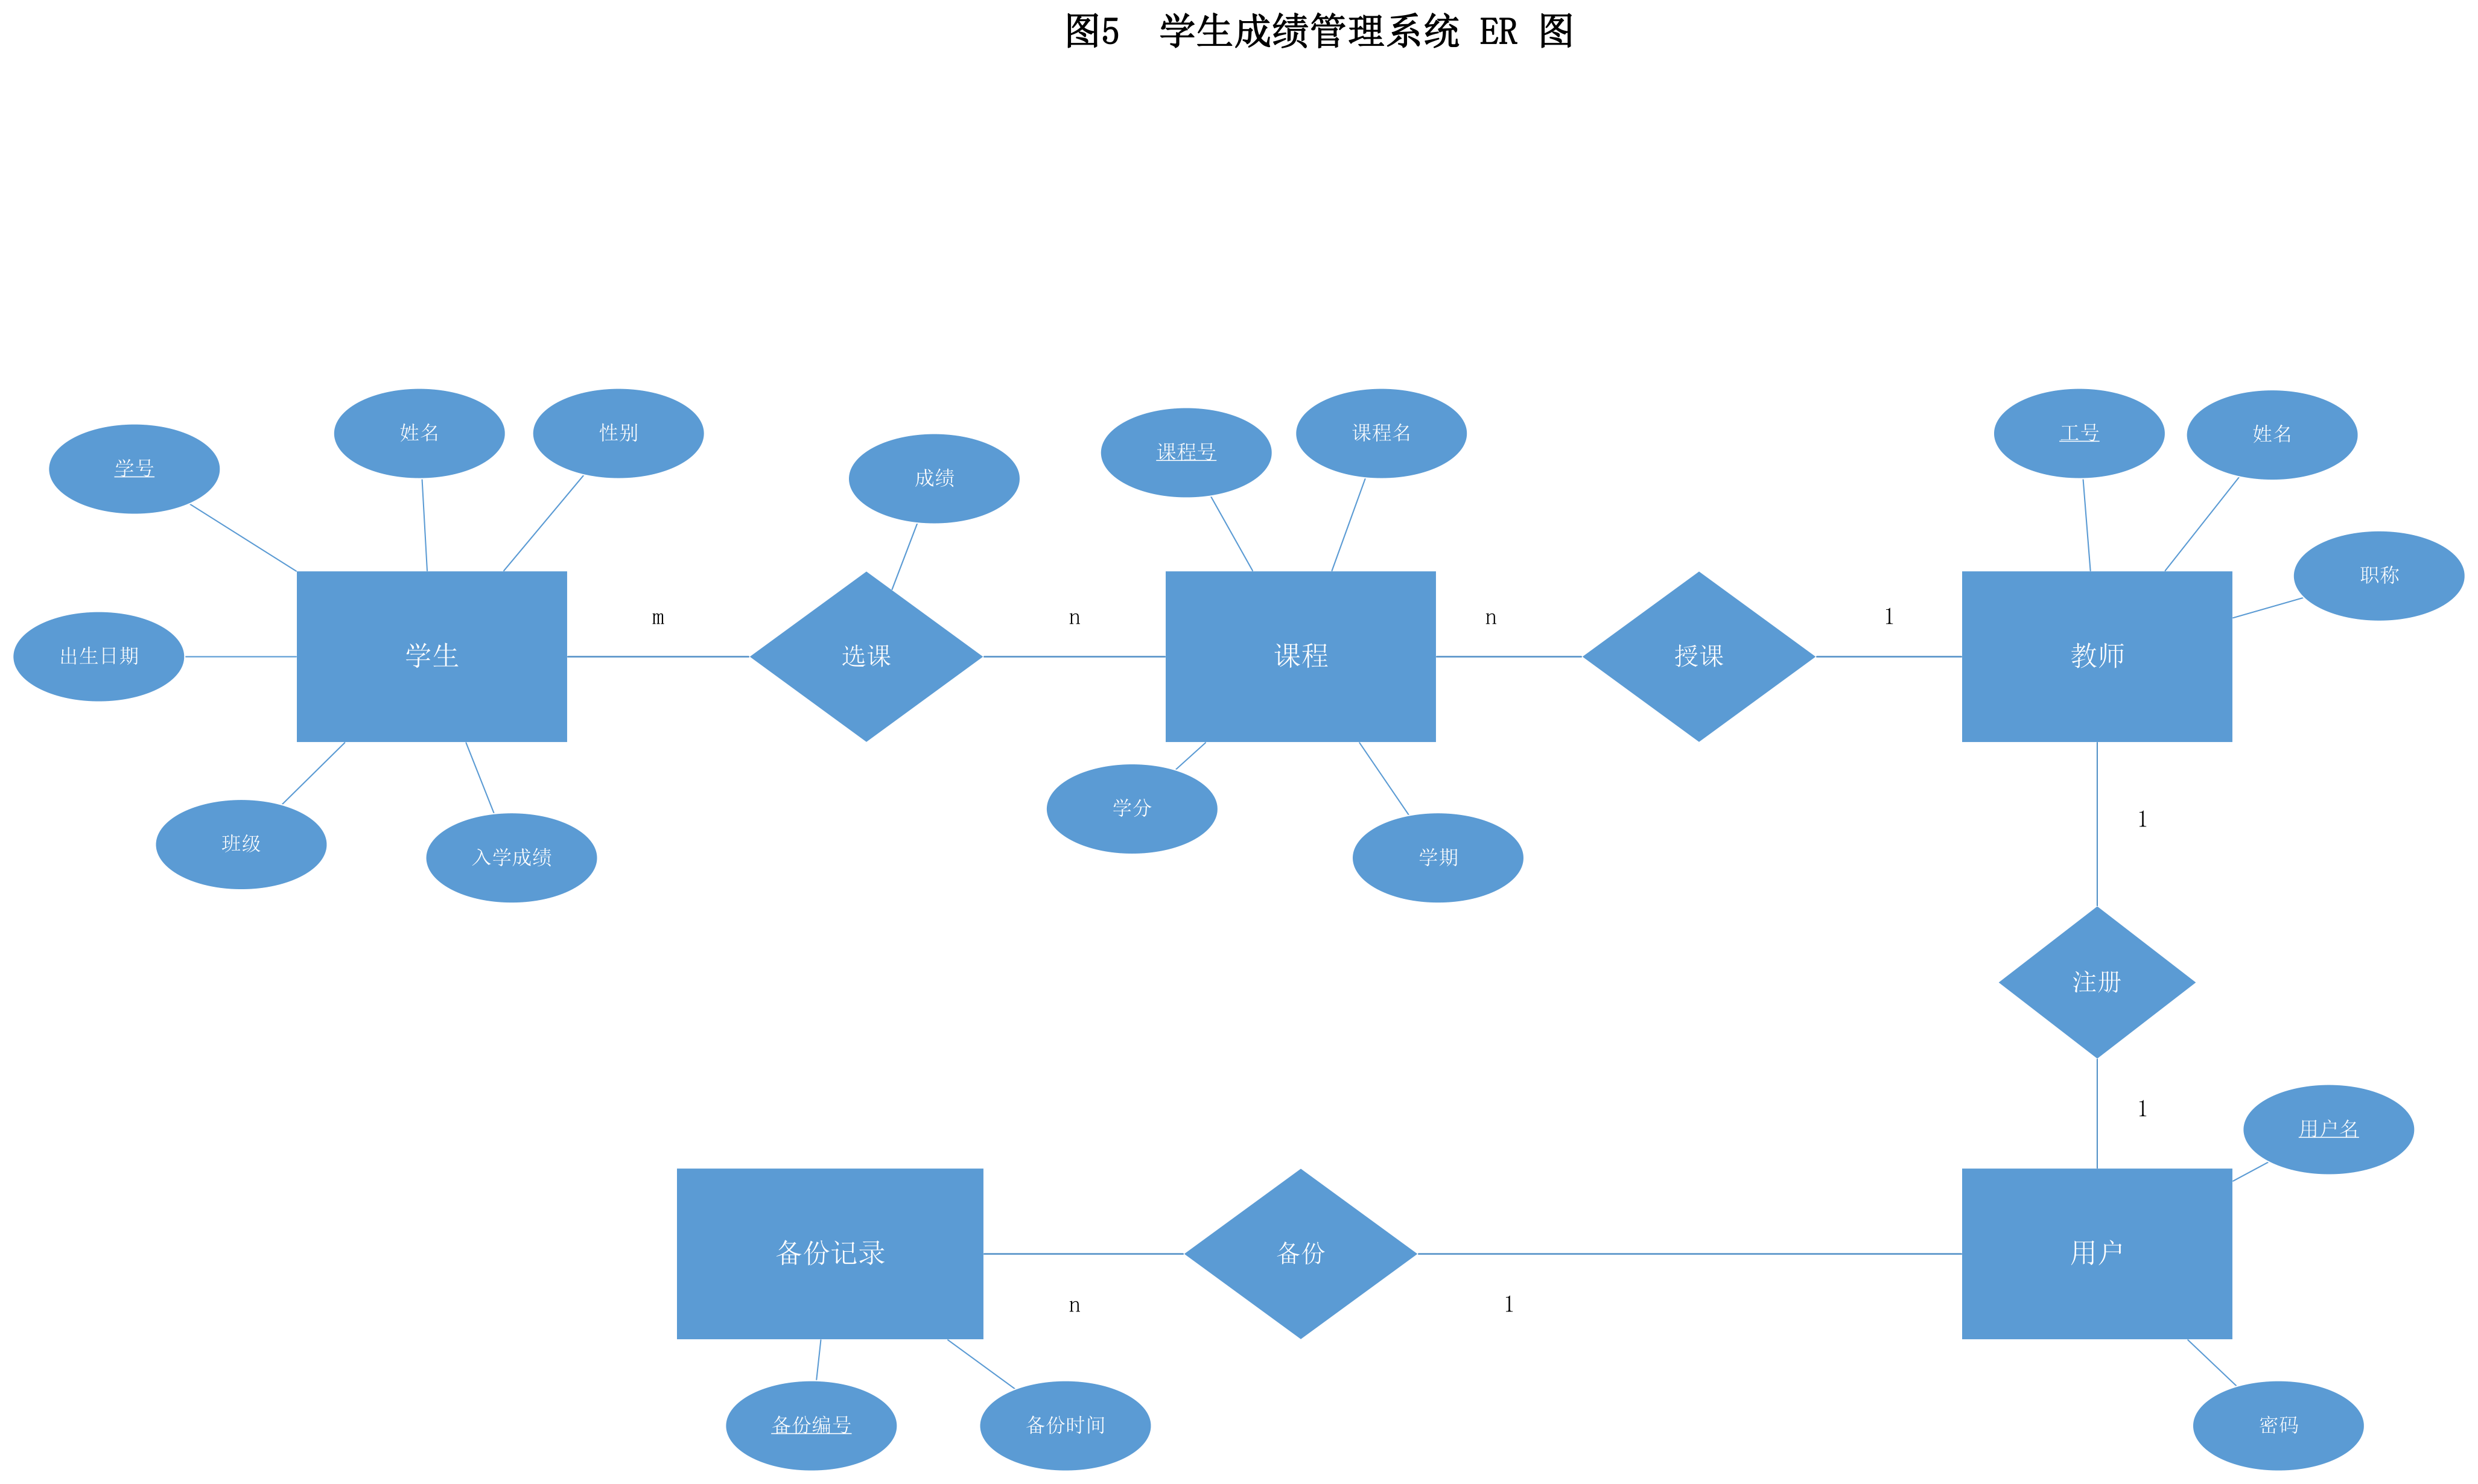 图5 学生成绩管理系统 ER 图
学号
姓名
性别
成绩
课程号
课程名
工号
姓名
职称
出生日期
学生
m
选课
n
课程
n
授课
1
教师
班级
入学成绩
学分
学期
1
注册
1
用户名
备份记录
n
备份
1
用户
备份编号
备份时间
密码